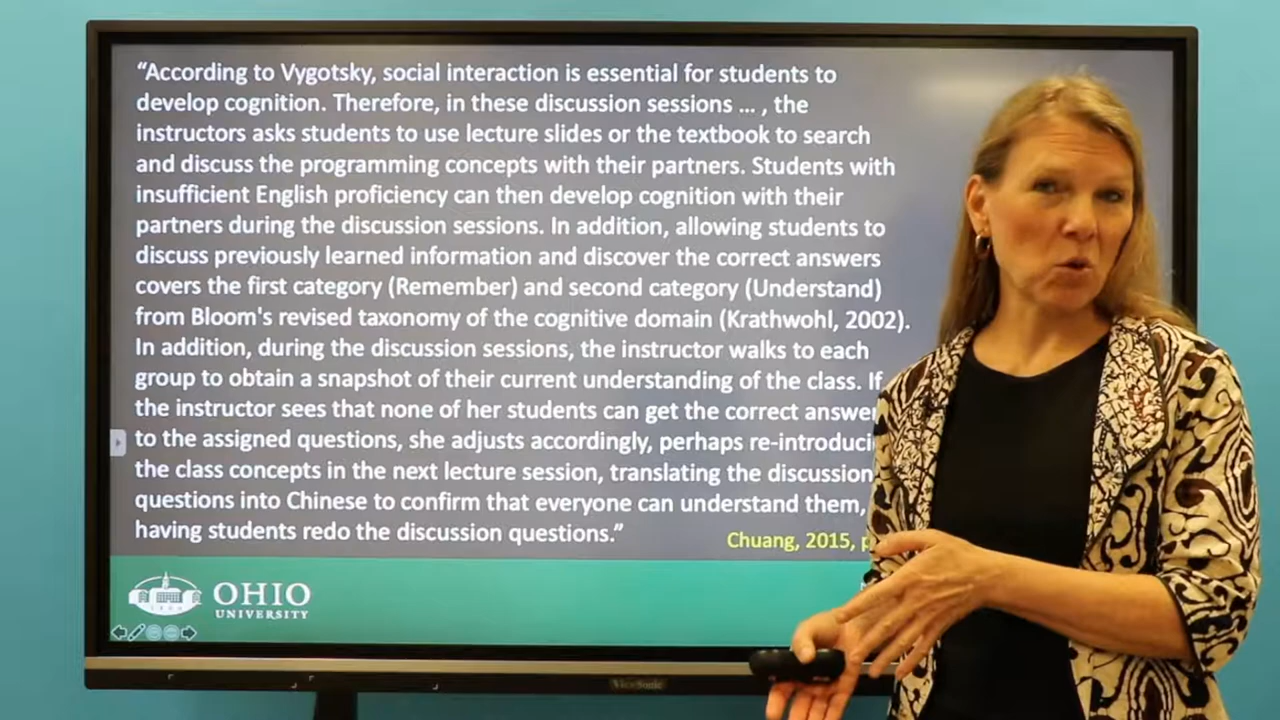 “According to Vygotsky, social interaction is essential for students to
develop cognition. Therefore, in these discussion sessions ... , the
instructors asks students to use lecture slides or the textbook to search
and discuss the programming concepts with their partners. Students with
insufficient English proficiency can then develop cognition with their
partners during the discussion sessions. In addition, allowing students to
discuss previously learned information and discover the correct answers
covers the first category (Remember) and second category (Understand)
from Bloom's revised taxonomy of the cognitive domain (Krathwohl, 2002).
In addition, during the discussion sessions, the instructor walks to each
group to obtain a snapshot of their current understanding of the class. If
the instructor sees that none of her students can get the correct answer
to the assigned questions, she adjusts accordingly, perhaps re-introduci
the class concepts in the next lecture session, translating the discussion
questions into Chinese to confirm that everyone can understand them,
having students redo the discussion questions.”
Chuang, 2015, p
OHIO
UNIVERSITY
ViewSonic